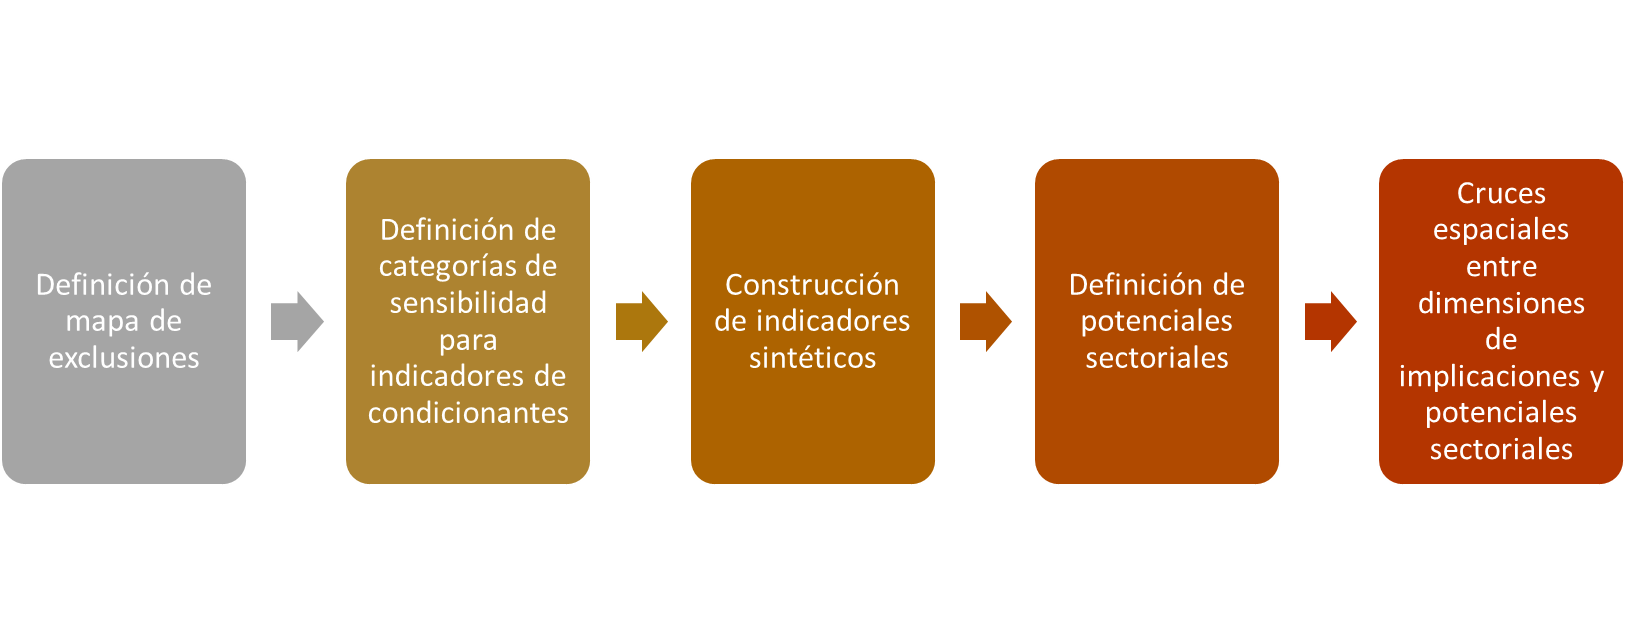 Definición de
mapa de
exclusiones
Definición de
categorías de
sensibilidad
para
indicadores de
condicionantes
Construcción
de indicadores
sintéticos
Definición de
potenciales
sectoriales
Cruces
espaciales
entre
dimensiones
de
implicaciones y
potenciales
sectoriales